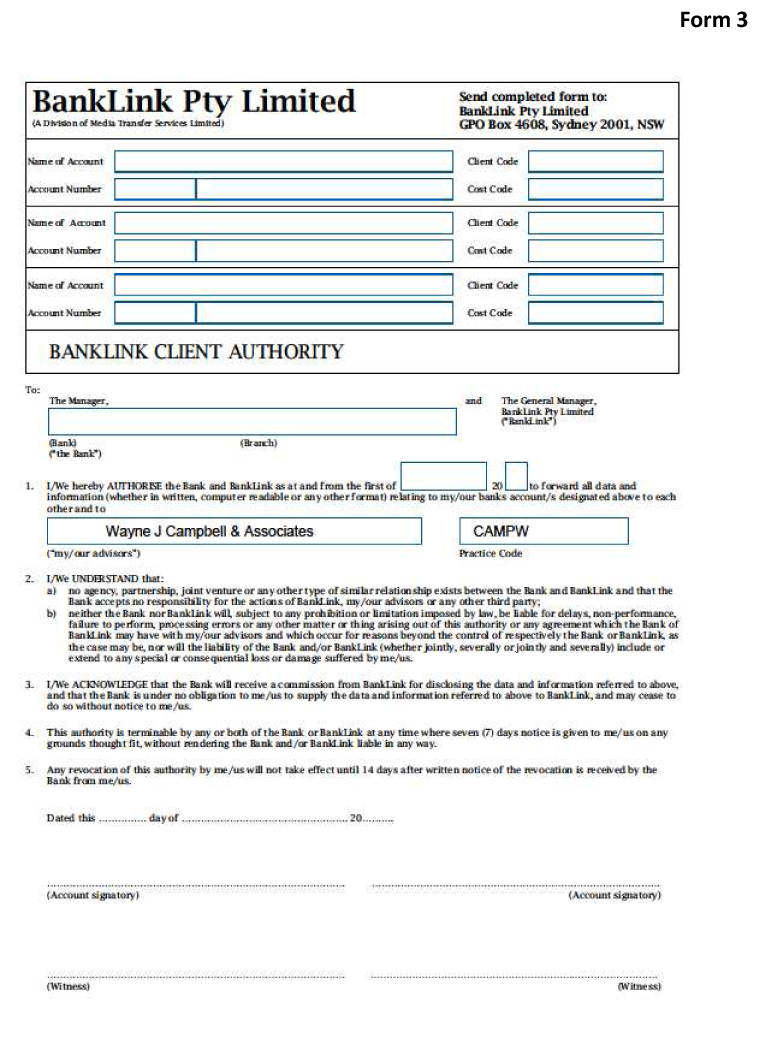 Form 3
BankLink Pty Limited
(A Division of Media Transfer Services Limited)
Send completed form to:
BankLink Pty Limited
GPO Box 4608, Sydney 2001, NSW
Name of Account
Client Code
Account Number
Cost Code
Name of Account
Client Code
Account Number
Cost Code
Name of Account
Client Code
Account Number
Cost Code
BANKLINK CLIENT AUTHORITY
To:
The Manager,
and
The General Manager,
BankLink Pty Limited
("BankLink")
(Bank) (Branch)
("the Bank")
1. I/We hereby AUTHORISE the Bank and BankLink as at and from the first of 20 to forward all data and
information (whether in written, computer readable or any other format) relating to my/our banks account/s designated above to each
other and to
Wayne J Campbell & Associates
CAMPW
("my/our advisors")
Practice Code
2. I/We UNDERSTAND that:
a) no agency, partnership, joint venture or any other type of similar relationship exists between the Bank and BankLink and that the
Bank accepts no responsibility for the actions of BankLink, my/our advisors or any other third party;
b) neither the Bank nor BankLink will, subject to any prohibition or limitation imposed by law, be liable for delays, non-performance,
failure to perform, processing errors or any other matter or thing arising out of this authority or any agreement which the Bank of
BankLink may have with my/our advisors and which occur for reasons beyond the control of respectively the Bank or BankLink, as
the case may be, nor will the liability of the Bank and/or BankLink (whether jointly, severally or jointly and severally) include or
extend to any special or consequential loss or damage suffered by me/us.
3. I/We ACKNOWLEDGE that the Bank will receive a commission from BankLink for disclosing the data and information referred to above,
and that the Bank is under no obligation to me/us to supply the data and information referred to above to BankLink, and may cease to
do so without notice to me/us.
4. This authority is terminable by any or both of the Bank or BankLink at any time where seven (7) days notice is given to me/us on any
grounds thought fit, without rendering the Bank and/or BankLink liable in any way.
5. Any revocation of this authority by me/us will not take effect until 14 days after written notice of the revocation is received by the
Bank from me/us.
Dated this ............... day of ...................................................... 20..........
(Account signatory) (Account signatory)
(Witness) (Witness)